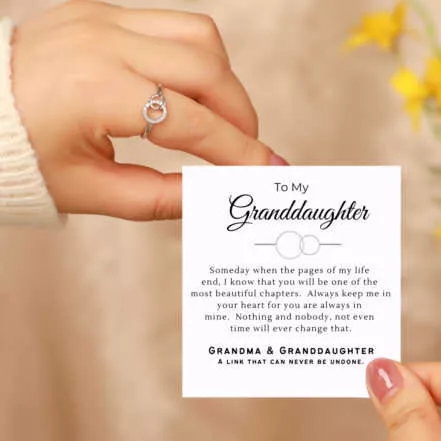 To My
Granddaughter
Someday when the pages of my life
end, I know that you will be one of the
most beautiful chapters. Always keep me in
your heart for you are always in
mine. Nothing and nobody, not even
time will ever change that.
GRANDMA & GRANDDAUGHTER
A LINK THAT CAN NEVER BE UNDONE.